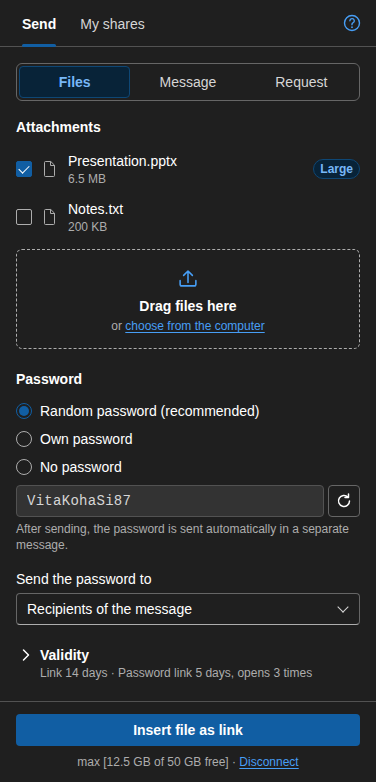 Send My shares
Files Message Request
Attachments
Presentation.pptx
6.5 MB
Large
Notes.txt
200 KB
Drag files here
or choose from the computer
Password
Random password (recommended)
Own password
No password
VitaKohaSi87
After sending, the password is sent automatically in a separate
message.
Send the password to
Recipients of the message
Validity
Link 14 days · Password link 5 days, opens 3 times
Insert file as link
max [12.5 GB of 50 GB free] · Disconnect